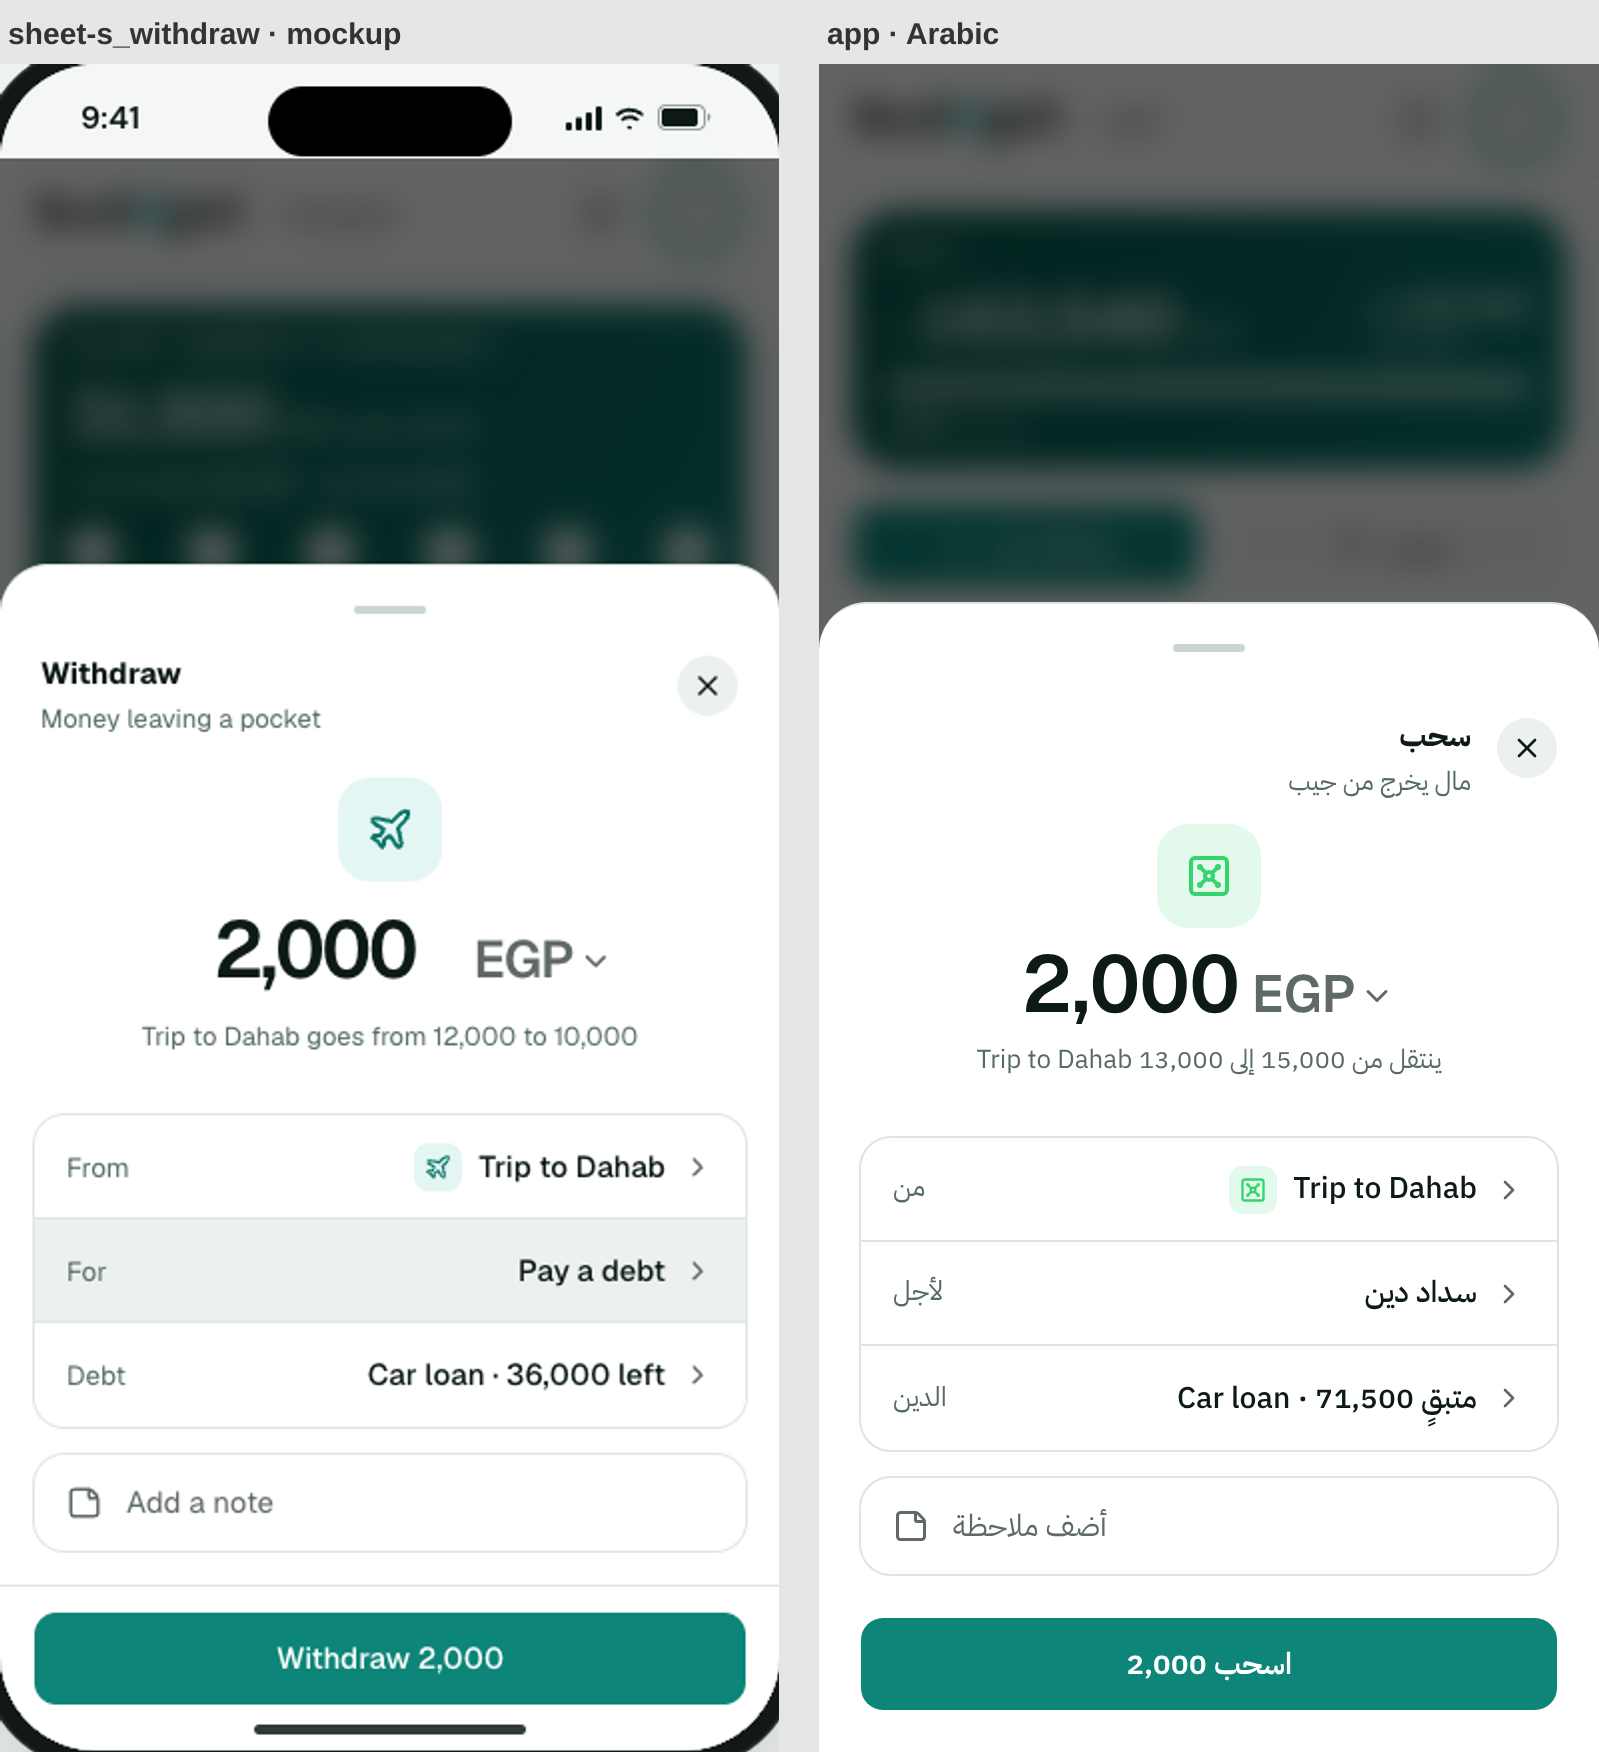 sheet-s_withdraw · mockup
9:41
Withdraw
Money leaving a pocket
2,000 EGP
Trip to Dahab goes from 12,000 to 10,000
From Trip to Dahab
For Pay a debt
Debt Car loan · 36,000 left
Add a note
Withdraw 2,000
app · Arabic
سحب
مال يخرج من جيب
2,000 EGP
Trip to Dahab ينتقل من 15,000 إلى 13,000
من Trip to Dahab
لأجل سداد دين
الدين Car loan · 71,500 متبقٍ
أضف ملاحظة
اسحب 2,000